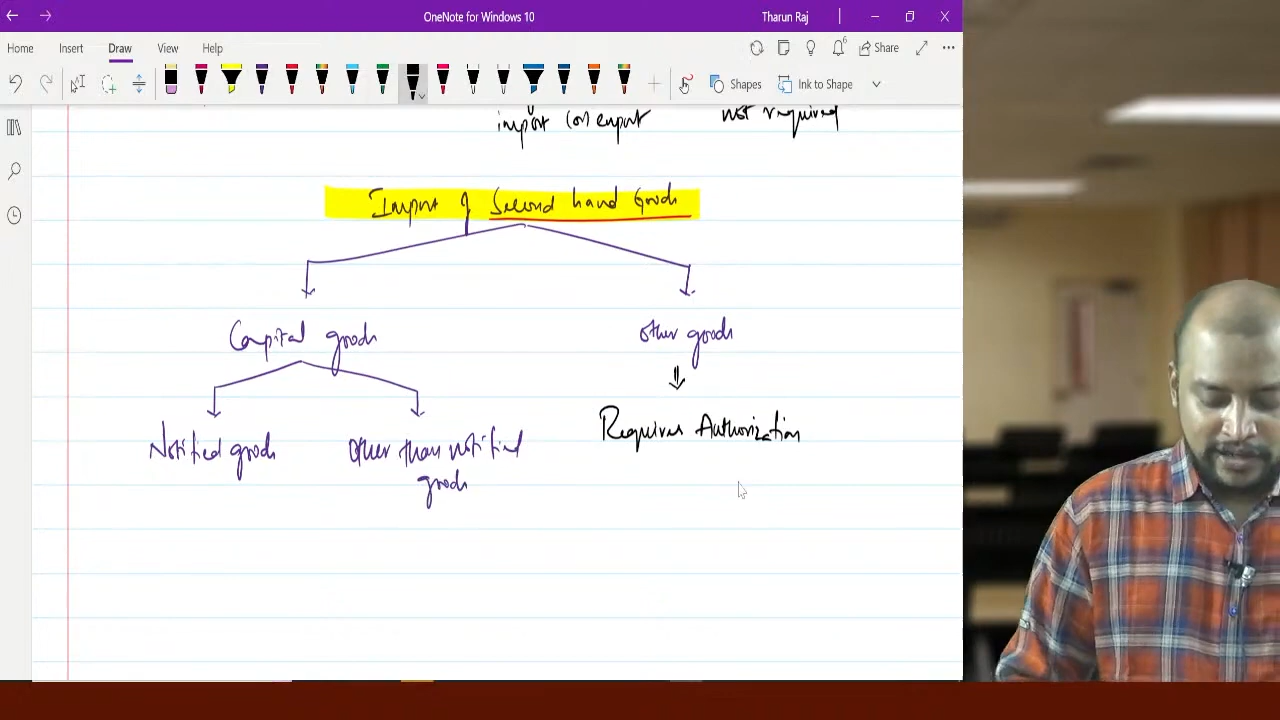 OneNote for Windows 10
Tharun Raj
Home Insert Draw View Help
6
Share
Shapes
Ink to Shape
import (or) export
not required
Import of Second hand Goods
Capital goods
other goods
Requires Authorization
Notified goods
Other than notified
goods